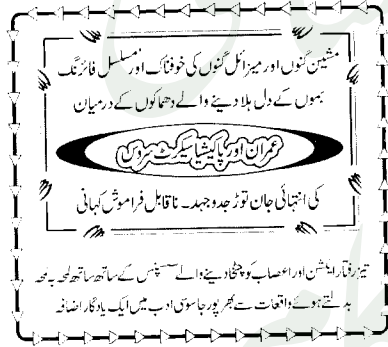 مشین گنوں اور میزائل گنوں کی خوفناک اور مسلسل فائرنگ
بموں کے دل ہلا دینے والے دھماکوں کے درمیان
عمران اور پاکیشیا سیکرٹ سروس
کی انتہائی جان توڑ جدوجہد۔ ناقابل فراموش کہانی
تیز رفتار ایکشن اور اعصاب کو چٹخا دینے والے سسپنس کے ساتھ ساتھ لمحہ بہ لمحہ
بدلتے ہوئے واقعات سے بھرپور جاسوسی ادب میں ایک یادگار اضافہ